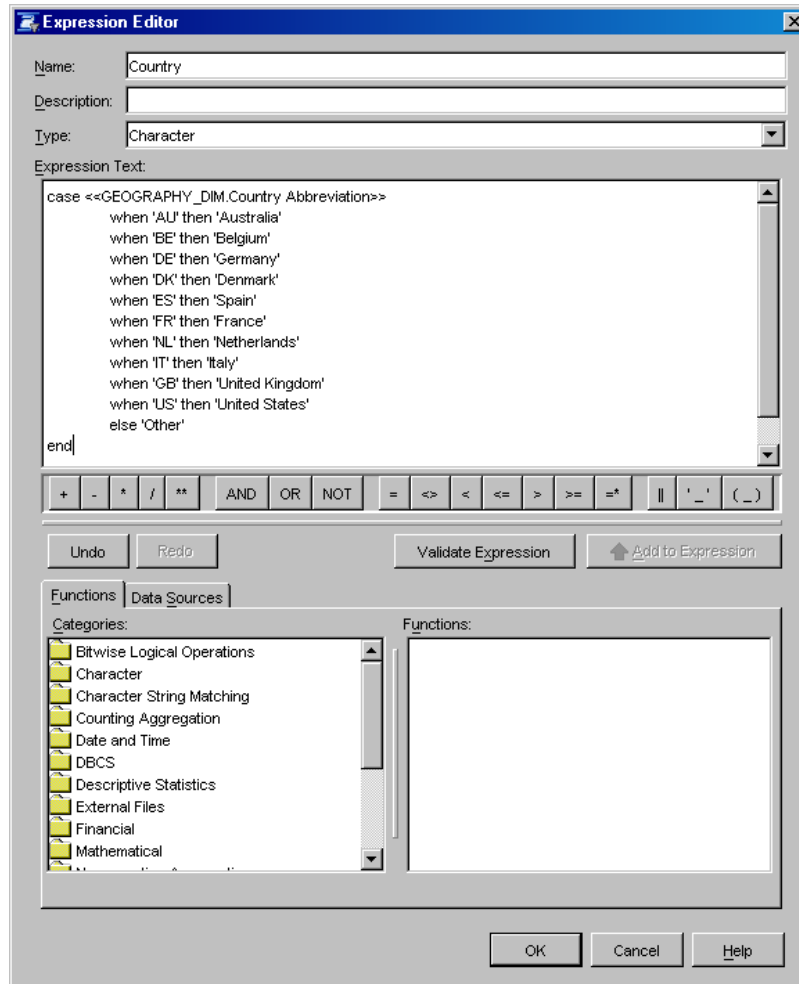 Expression Editor
Name: Country
Description:
Type: Character
Expression Text:
case <<GEOGRAPHY_DIM.Country Abbreviation>>
when 'AU' then 'Australia'
when 'BE' then 'Belgium'
when 'DE' then 'Germany'
when 'DK' then 'Denmark'
when 'ES' then 'Spain'
when 'FR' then 'France'
when 'NL' then 'Netherlands'
when 'IT' then 'Italy'
when 'GB' then 'United Kingdom'
when 'US' then 'United States'
else 'Other'
end
+ - * / ** AND OR NOT = <> < <= > >= =* || '_' (_)
Undo Redo Validate Expression Add to Expression
Functions Data Sources
Categories: Functions:
Bitwise Logical Operations
Character
Character String Matching
Counting Aggregation
Date and Time
DBCS
Descriptive Statistics
External Files
Financial
Mathematical
OK Cancel Help